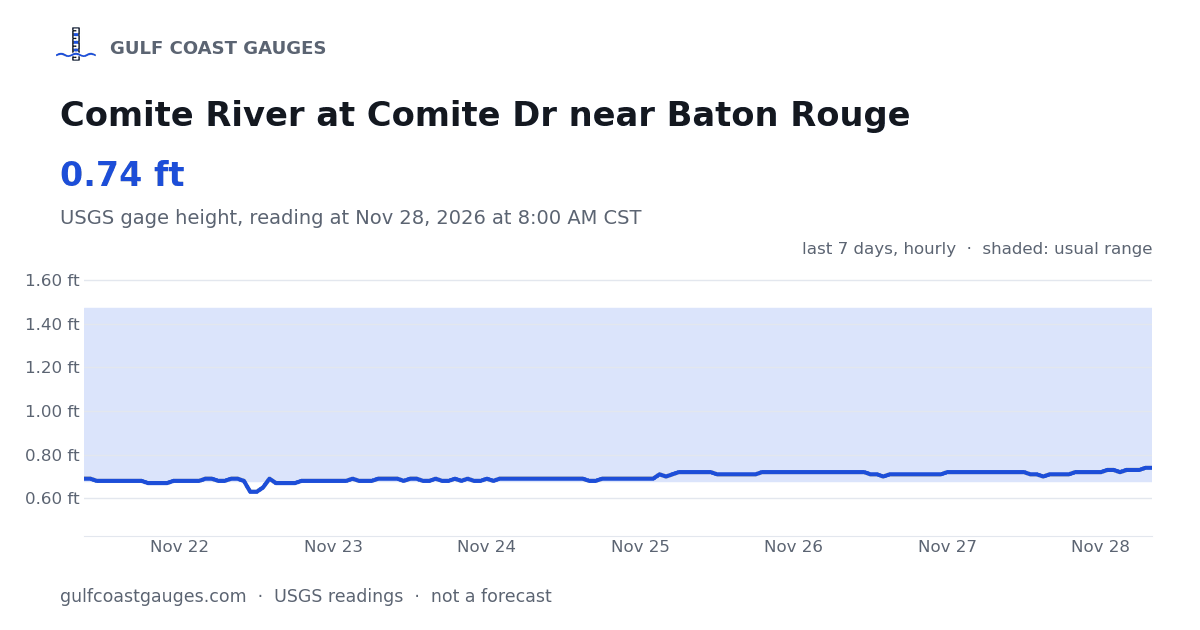 GULF COAST GAUGES
Comite River at Comite Dr near Baton Rouge
0.74 ft
USGS gage height, reading at Nov 28, 2026 at 8:00 AM CST
last 7 days, hourly · shaded: usual range
1.60 ft
1.40 ft
1.20 ft
1.00 ft
0.80 ft
0.60 ft
Nov 22 Nov 23 Nov 24 Nov 25 Nov 26 Nov 27 Nov 28
gulfcoastgauges.com · USGS readings · not a forecast